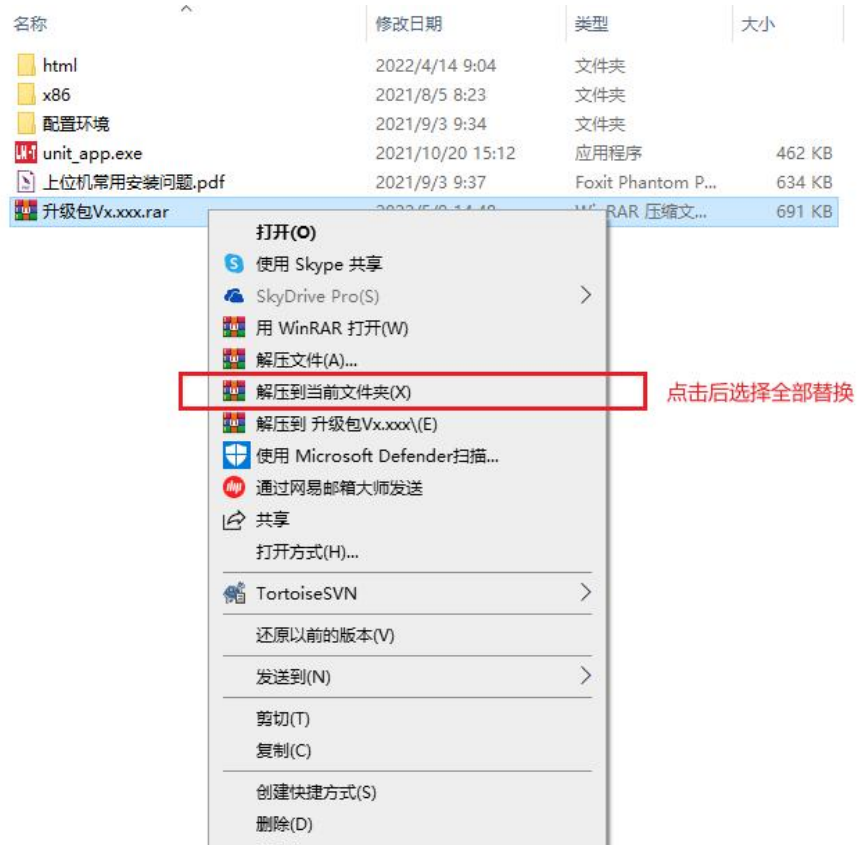 名称 修改日期 类型 大小
html 2022/4/14 9:04 文件夹
x86 2021/8/5 8:23 文件夹
配置环境 2021/9/3 9:34 文件夹
unit_app.exe 2021/10/20 15:12 应用程序 462 KB
上位机常用安装问题.pdf 2021/9/3 9:37 Foxit Phantom P... 634 KB
升级包Vx.xxx.rar RAR 压缩文... 691 KB
打开(O)
使用 Skype 共享
SkyDrive Pro(S)
用 WinRAR 打开(W)
解压文件(A)...
解压到当前文件夹(X) 点击后选择全部替换
解压到 升级包Vx.xxx\(E)
使用 Microsoft Defender扫描...
通过网易邮箱大师发送
共享
打开方式(H)...
TortoiseSVN
还原以前的版本(V)
发送到(N)
剪切(T)
复制(C)
创建快捷方式(S)
删除(D)